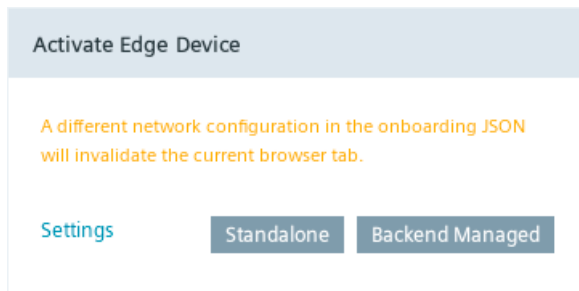 Activate Edge Device
A different network configuration in the onboarding JSON
will invalidate the current browser tab.
Settings Standalone Backend Managed